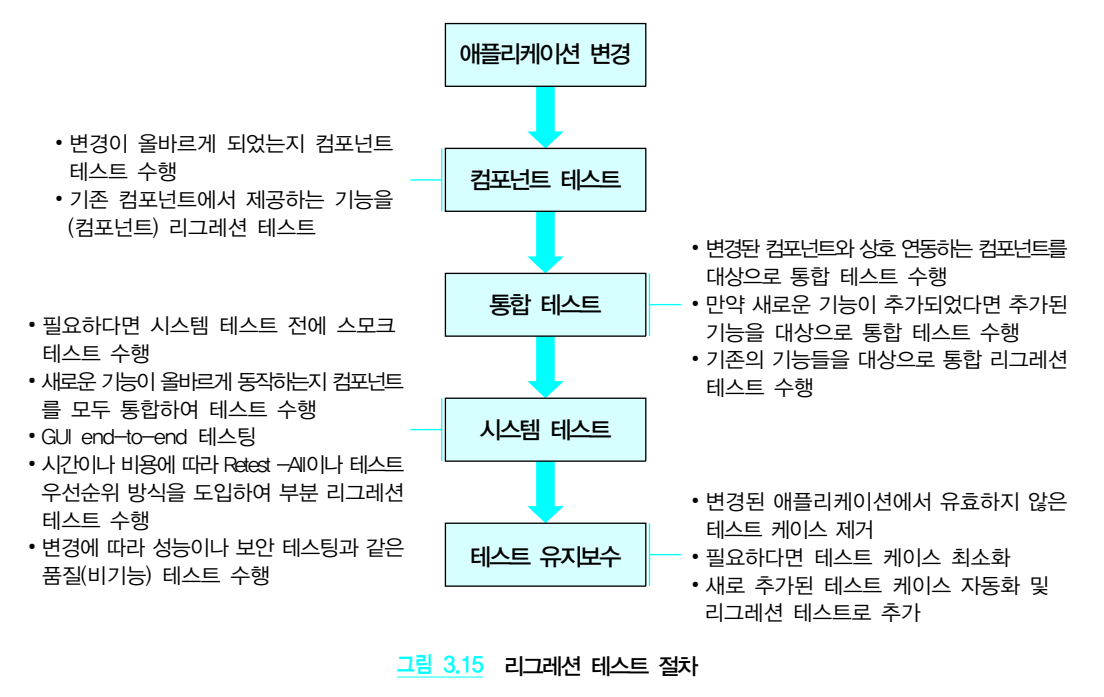 애플리케이션 변경
• 변경이 올바르게 되었는지 컴포넌트
테스트 수행
• 기존 컴포넌트에서 제공하는 기능을
(컴포넌트) 리그레션 테스트
컴포넌트 테스트
통합 테스트
• 변경된 컴포넌트와 상호 연동하는 컴포넌트를
대상으로 통합 테스트 수행
• 만약 새로운 기능이 추가되었다면 추가된
기능을 대상으로 통합 테스트 수행
• 기존의 기능들을 대상으로 통합 리그레션
테스트 수행
• 필요하다면 시스템 테스트 전에 스모크
테스트 수행
• 새로운 기능이 올바르게 동작하는지 컴포넌트
를 모두 통합하여 테스트 수행
• GUI end-to-end 테스팅
• 시간이나 비용에 따라 Retest -All이나 테스트
우선순위 방식을 도입하여 부분 리그레션
테스트 수행
• 변경에 따라 성능이나 보안 테스팅과 같은
품질(비기능) 테스트 수행
시스템 테스트
테스트 유지보수
• 변경된 애플리케이션에서 유효하지 않은
테스트 케이스 제거
• 필요하다면 테스트 케이스 최소화
• 새로 추가된 테스트 케이스 자동화 및
리그레션 테스트로 추가
그림 3.15 리그레션 테스트 절차